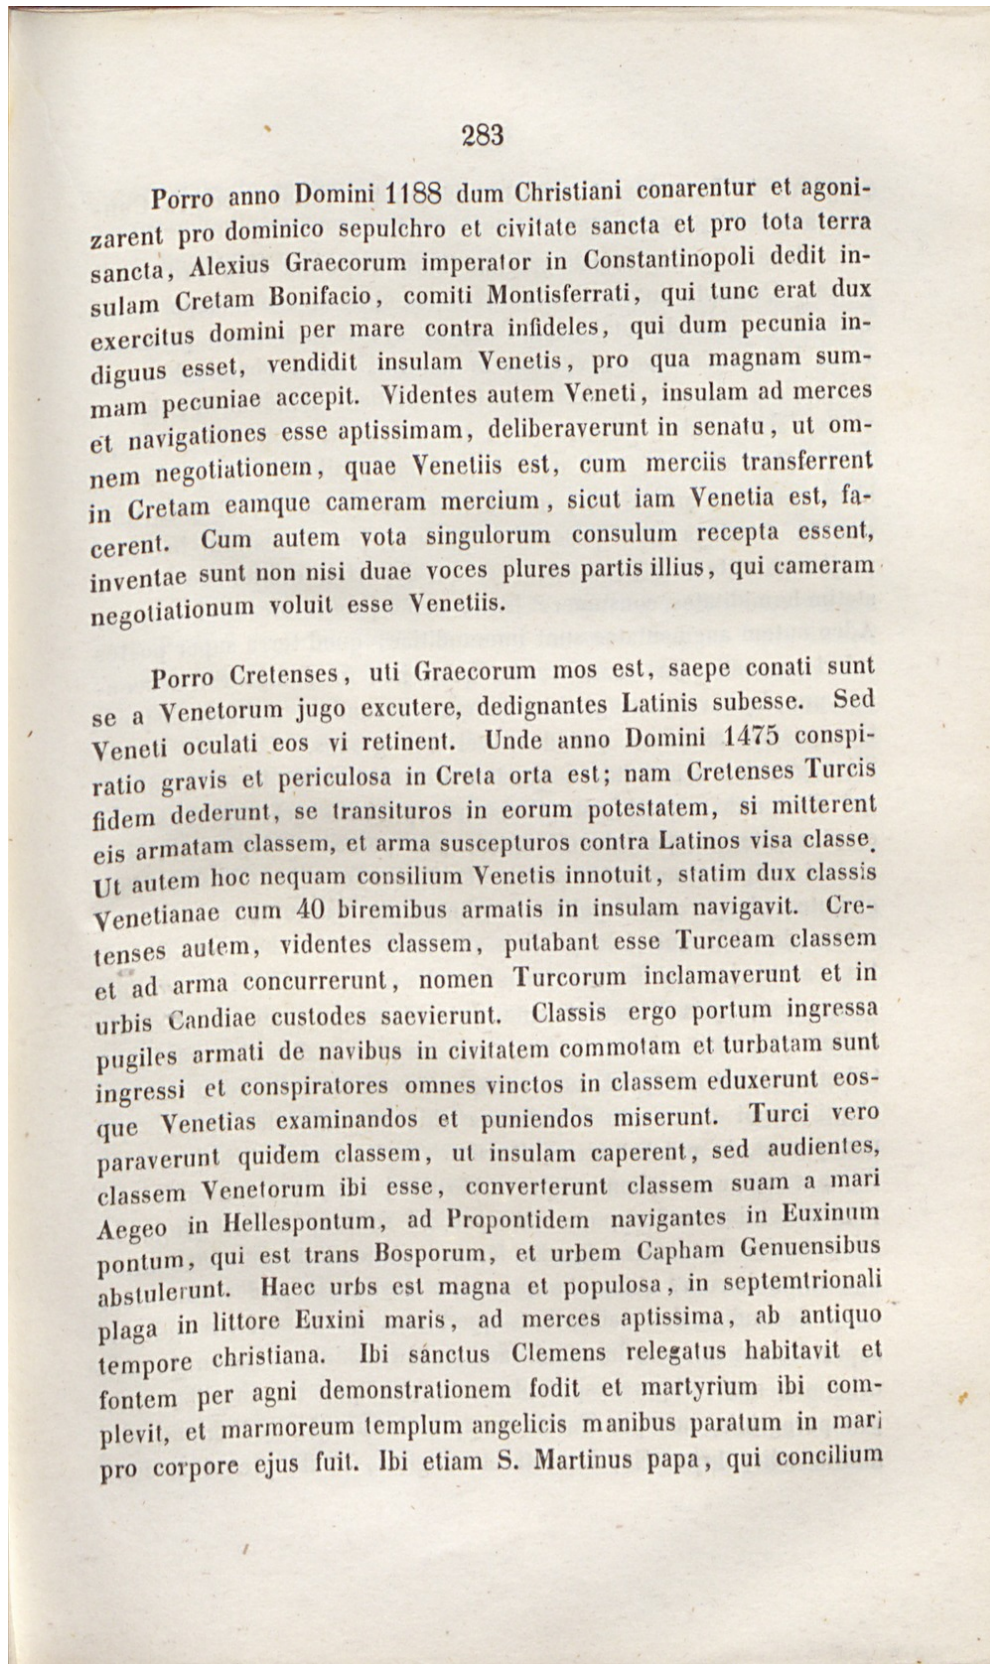 283
Porro anno Domini 1188 dum Christiani conarentur et agoni-
zarent pro dominico sepulchro et civitate sancta et pro tota terra
sancta, Alexius Graecorum imperator in Constantinopoli dedit in-
sulam Cretam Bonifacio, comiti Montisferrati, qui tunc erat dux
exercitus domini per mare contra infideles, qui dum pecunia in-
diguus esset, vendidit insulam Venetis, pro qua magnam sum-
mam pecuniae accepit. Videntes autem Veneti, insulam ad merces
et navigationes esse aptissimam, deliberaverunt in senatu, ut om-
nem negotiationem, quae Venetiis est, cum merciis transferrent
in Cretam eamque cameram mercium, sicut iam Venetia est, fa-
cerent. Cum autem vota singulorum consulum recepta essent,
inventae sunt non nisi duae voces plures partis illius, qui cameram
negotiationum voluit esse Venetiis.
Porro Cretenses, uti Graecorum mos est, saepe conati sunt
se a Venetorum jugo excutere, dedignantes Latinis subesse. Sed
Veneti oculati eos vi retinent. Unde anno Domini 1475 conspi-
ratio gravis et periculosa in Creta orta est; nam Cretenses Turcis
fidem dederunt, se transituros in eorum potestatem, si mitterent
eis armatam classem, et arma suscepturos contra Latinos visa classe.
Ut autem hoc nequam consilium Venetis innotuit, statim dux classis
Venetianae cum 40 biremibus armatis in insulam navigavit. Cre-
tenses autem, videntes classem, putabant esse Turceam classem
et ad arma concurrerunt, nomen Turcorum inclamaverunt et in
urbis Candiae custodes saevierunt. Classis ergo portum ingressa
pugiles armati de navibus in civitatem commotam et turbatam sunt
ingressi et conspiratores omnes vinctos in classem eduxerunt eos-
que Venetias examinandos et puniendos miserunt. Turci vero
paraverunt quidem classem, ut insulam caperent, sed audientes,
classem Venetorum ibi esse, converterunt classem suam a mari
Aegeo in Hellespontum, ad Propontidem navigantes in Euxinum
pontum, qui est trans Bosporum, et urbem Capham Genuensibus
abstulerunt. Haec urbs est magna et populosa, in septemtrionali
plaga in littore Euxini maris, ad merces aptissima, ab antiquo
tempore christiana. Ibi sanctus Clemens relegatus habitavit et
fontem per agni demonstrationem fodit et martyrium ibi com-
plevit, et marmoreum templum angelicis manibus paratum in mari
pro corpore ejus fuit. Ibi etiam S. Martinus papa, qui concilium